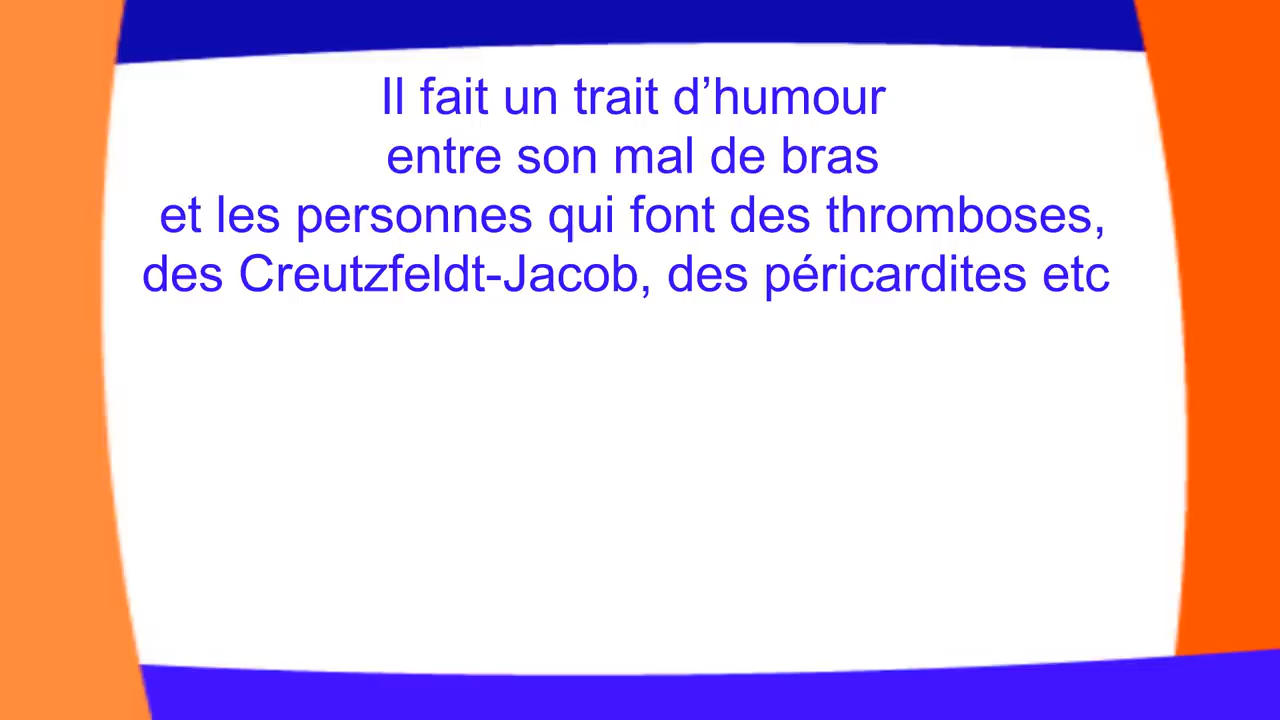 Il fait un trait d’humour
entre son mal de bras
et les personnes qui font des thromboses,
des Creutzfeldt-Jacob, des péricardites etc